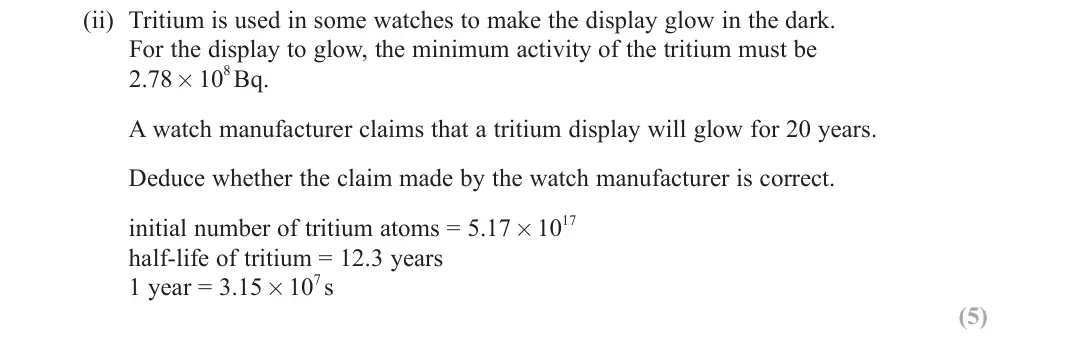 (ii) Tritium is used in some watches to make the display glow in the dark.
For the display to glow, the minimum activity of the tritium must be
2.78 × 10⁸ Bq.
A watch manufacturer claims that a tritium display will glow for 20 years.
Deduce whether the claim made by the watch manufacturer is correct.
initial number of tritium atoms = 5.17 × 10¹⁷
half-life of tritium = 12.3 years
1 year = 3.15 × 10⁷ s
(5)